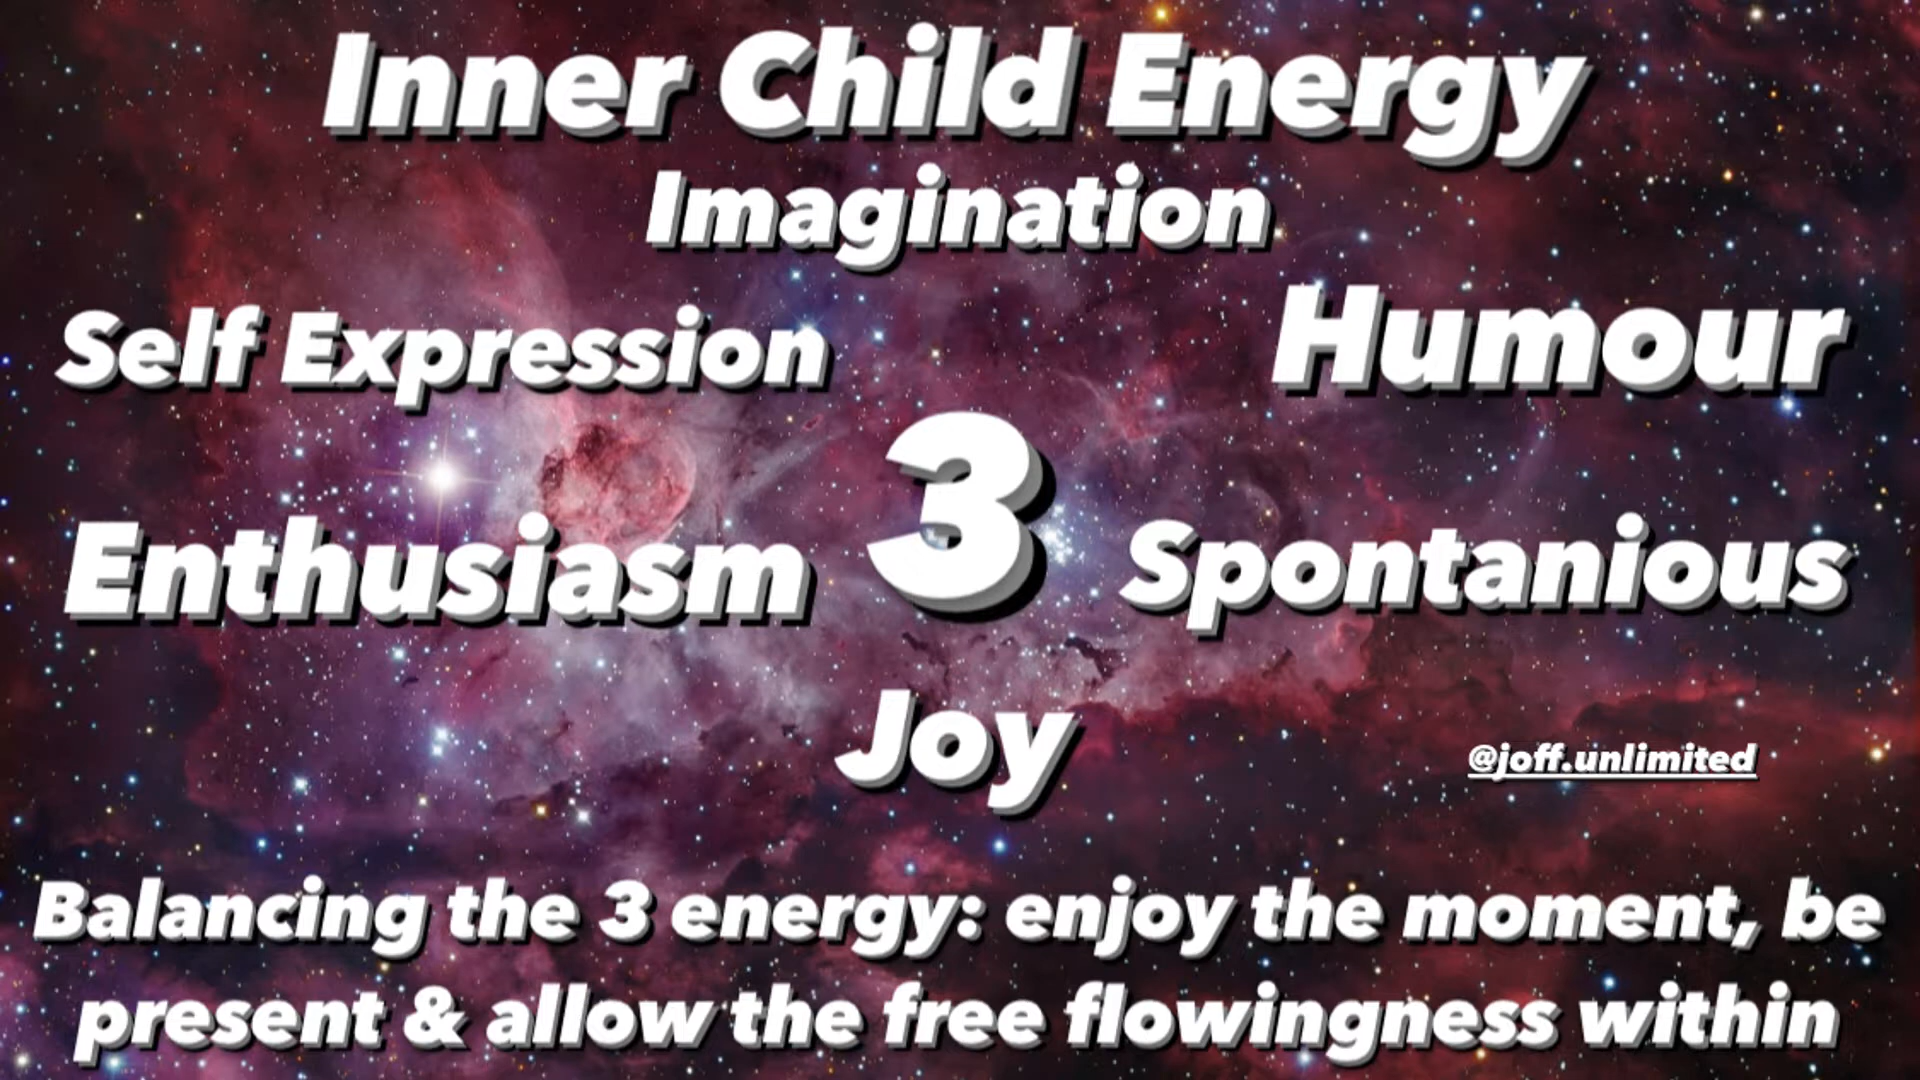 Inner Child Energy
Imagination
Self Expression
Humour
3
Enthusiasm
Spontanious
Joy
@joff.unlimited
Balancing the 3 energy: enjoy the moment, be
present & allow the free flowingness within